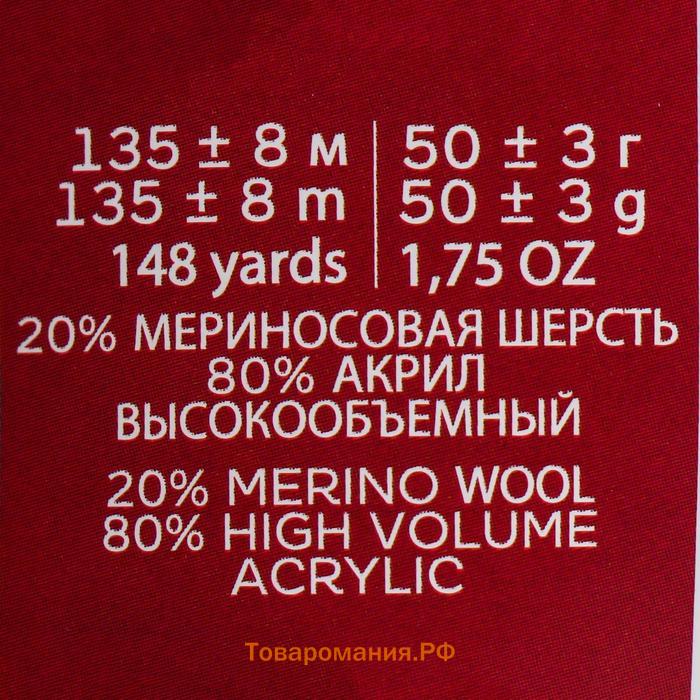 135 ± 8 м 50 ± 3 г
135 ± 8 m 50 ± 3 g
148 yards 1,75 OZ
20% МЕРИНОСОВАЯ ШЕРСТЬ
80% АКРИЛ
ВЫСОКООБЪЕМНЫЙ
20% MERINO WOOL
80% HIGH VOLUME
ACRYLIC
Товаромания.РФ